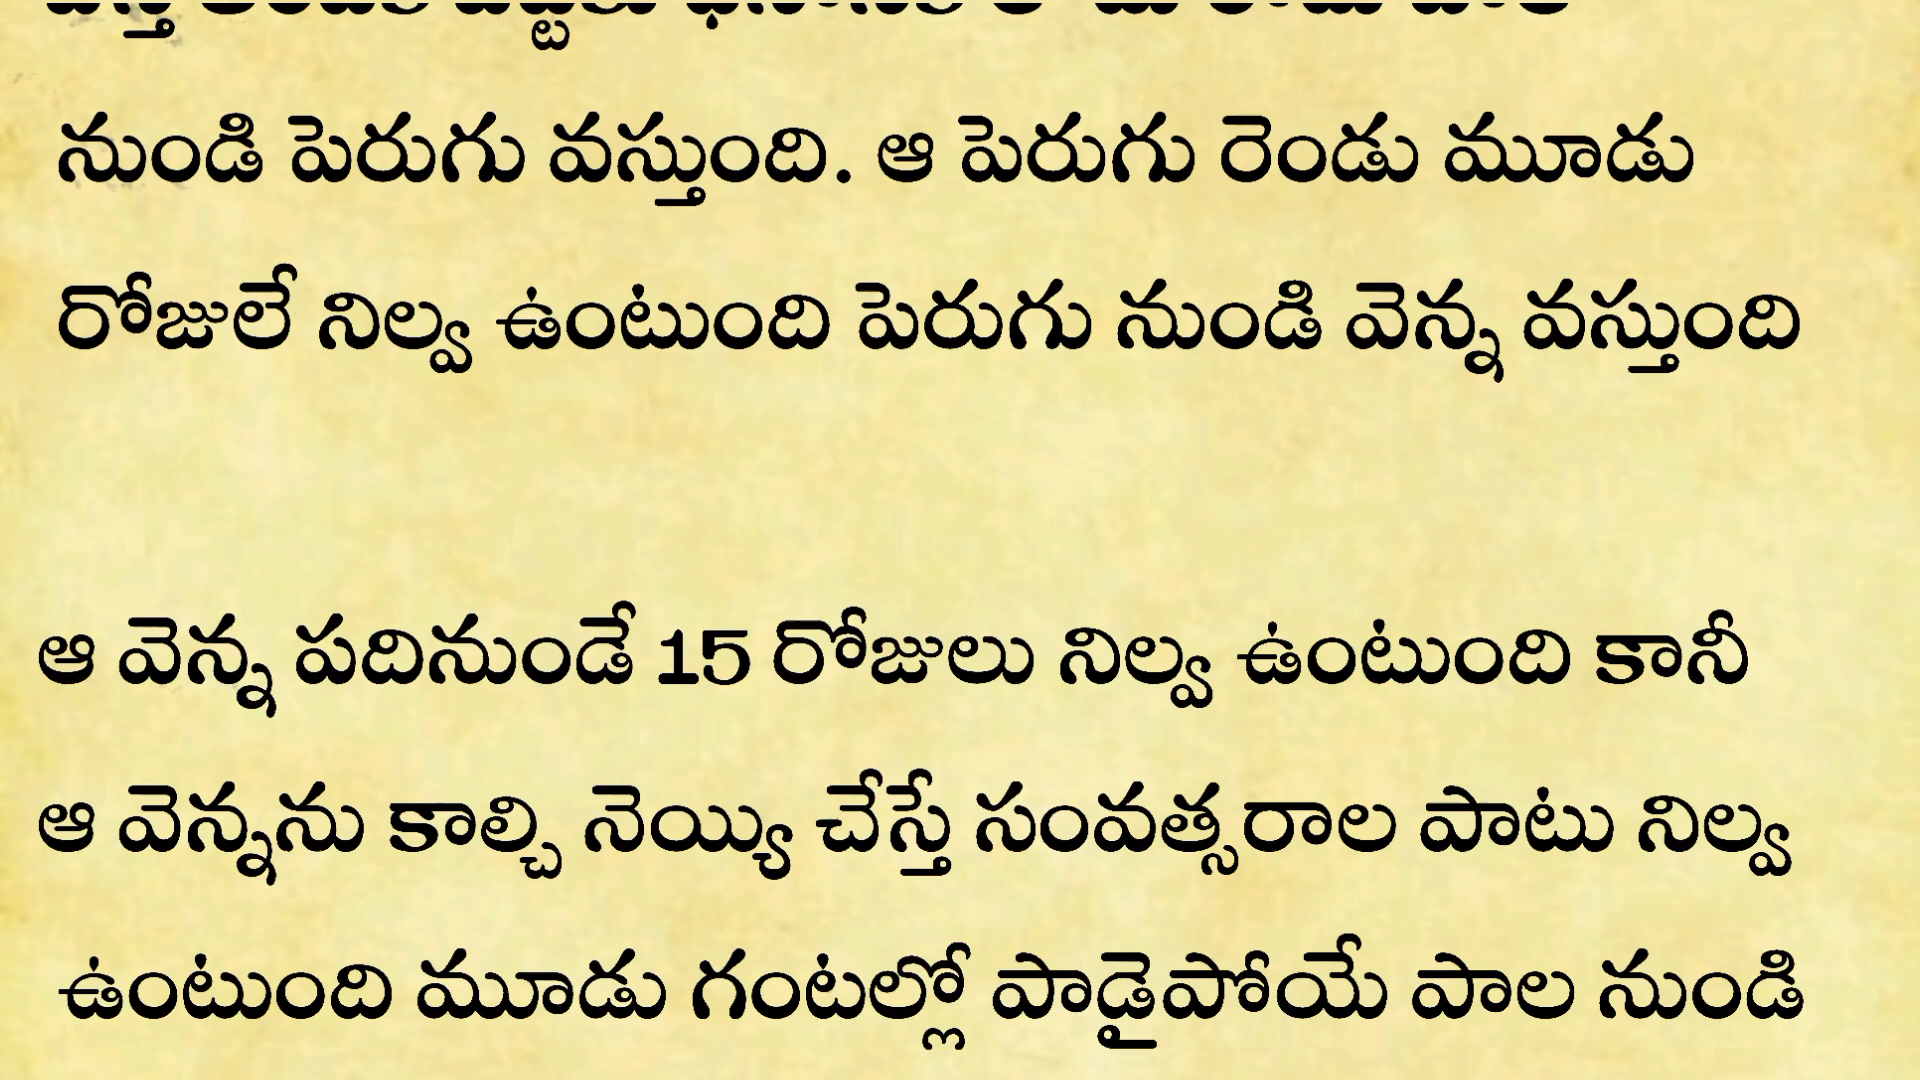 నుండి పెరుగు వస్తుంది. ఆ పెరుగు రెండు మూడు
రోజులే నిల్వ ఉంటుంది పెరుగు నుండి వెన్న వస్తుంది
ఆ వెన్న పదినుండే 15 రోజులు నిల్వ ఉంటుంది కానీ
ఆ వెన్నను కాల్చి నెయ్యి చేస్తే సంవత్సరాల పాటు నిల్వ
ఉంటుంది మూడు గంటల్లో పాడైపోయే పాల నుండి